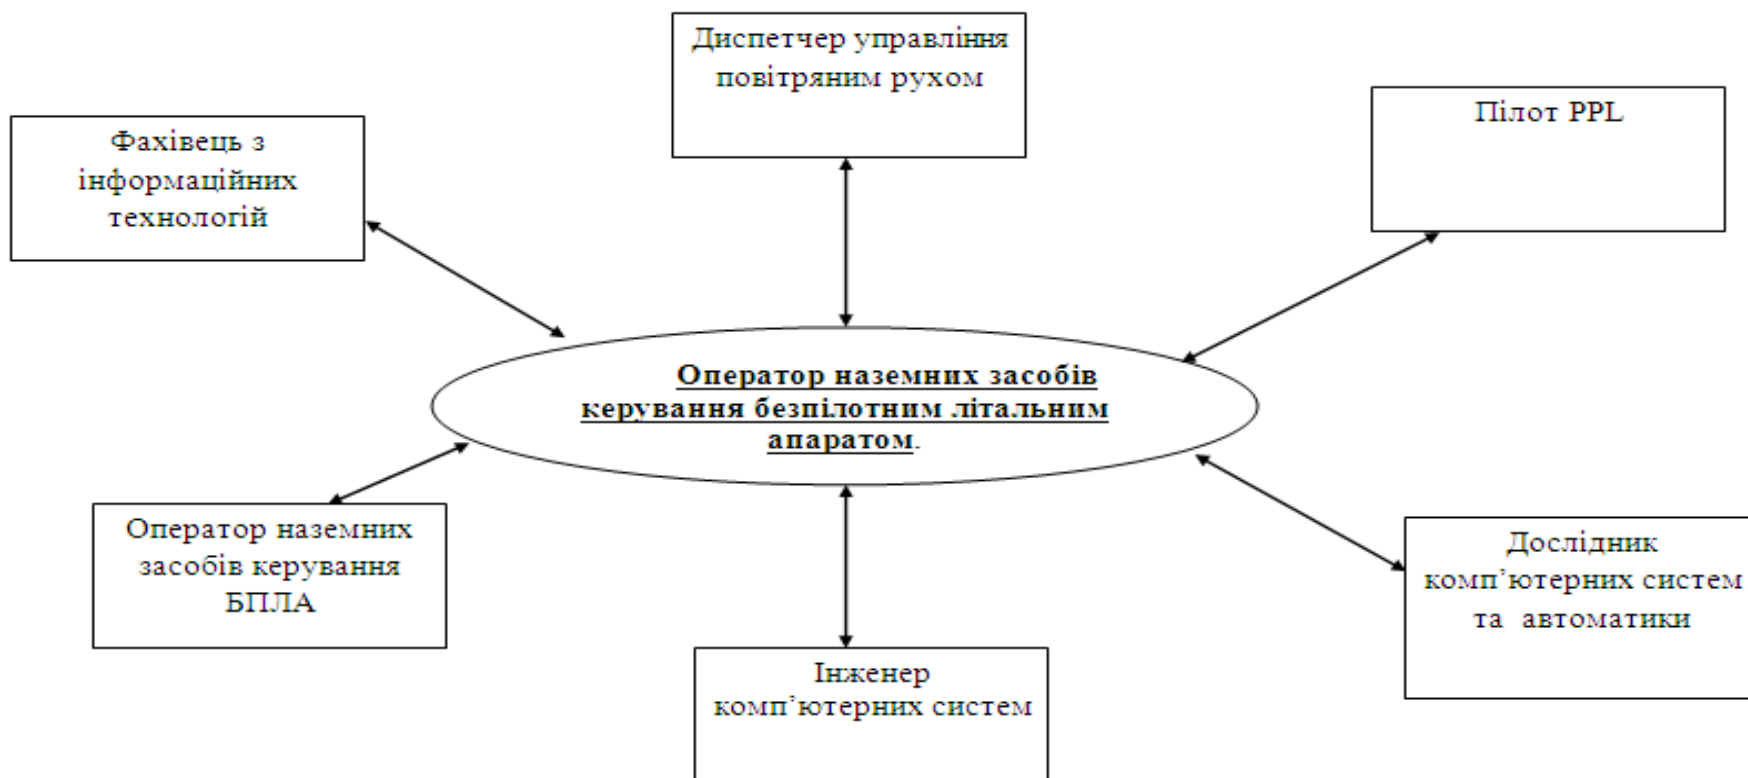 Диспетчер управління
повітряним рухом
Пілот PPL
Фахівець з
інформаційних
технологій
Оператор наземних засобів
керування безпілотним літальним
апаратом.
Оператор наземних
засобів керування
БПЛА
Інженер
комп’ютерних систем
Дослідник
комп’ютерних систем
та автоматики